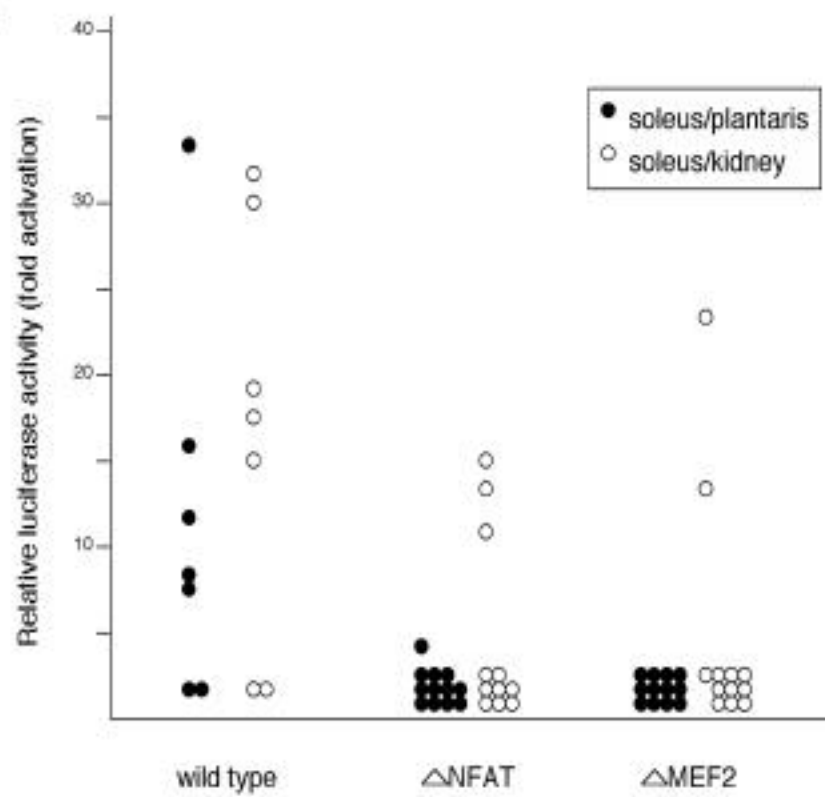 40
30
20
10
Relative luciferase activity (fold activation)
soleus/plantaris
soleus/kidney
wild type
△NFAT
△MEF2